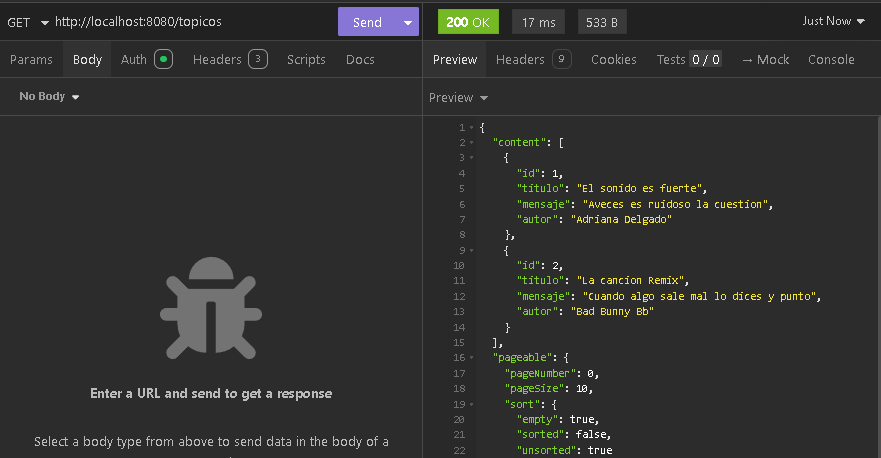 GET http://localhost:8080/topicos Send
200 OK 17 ms 533 B Just Now
Params Body Auth Headers 3 Scripts Docs
Preview Headers 9 Cookies Tests 0 / 0 → Mock Console
No Body
Preview
1 {
2 "content": [
3 {
4 "id": 1,
5 "titulo": "El sonido es fuerte",
6 "mensaje": "Aveces es ruidoso la cuestion",
7 "autor": "Adriana Delgado"
8 },
9 {
10 "id": 2,
11 "titulo": "La cancion Remix",
12 "mensaje": "Cuando algo sale mal lo dices y punto",
13 "autor": "Bad Bunny Bb"
14 }
15 ],
16 "pageable": {
17 "pageNumber": 0,
18 "pageSize": 10,
19 "sort": {
20 "empty": true,
21 "sorted": false,
22 "unsorted": true
Enter a URL and send to get a response
Select a body type from above to send data in the body of a